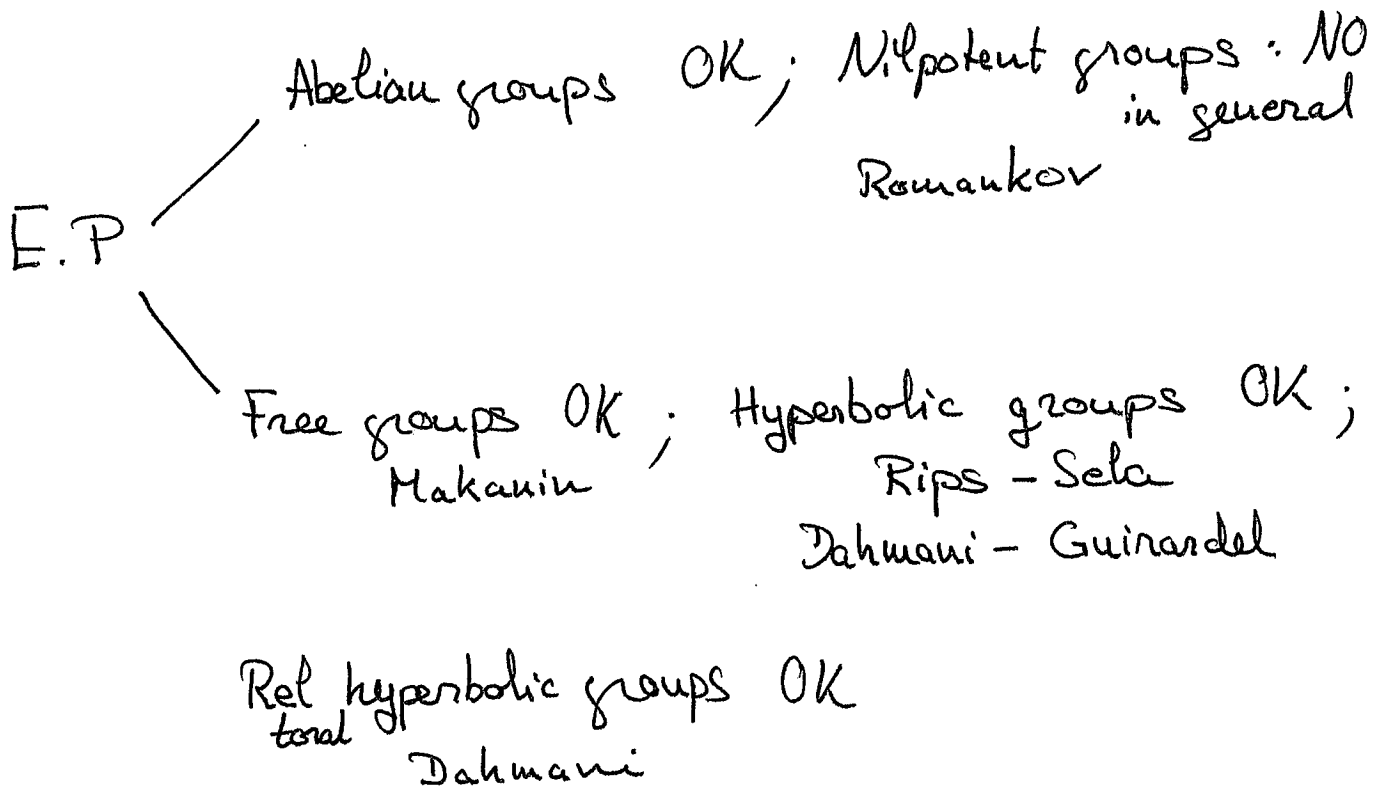 Abelian groups OK ; Nilpotent groups : NO
in general
Romankov
E.P
Free groups OK ; Hyperbolic groups OK ;
Makanin
Rips - Sela
Dahmani - Guirardel
Rel hyperbolic groups OK
toral
Dahmani